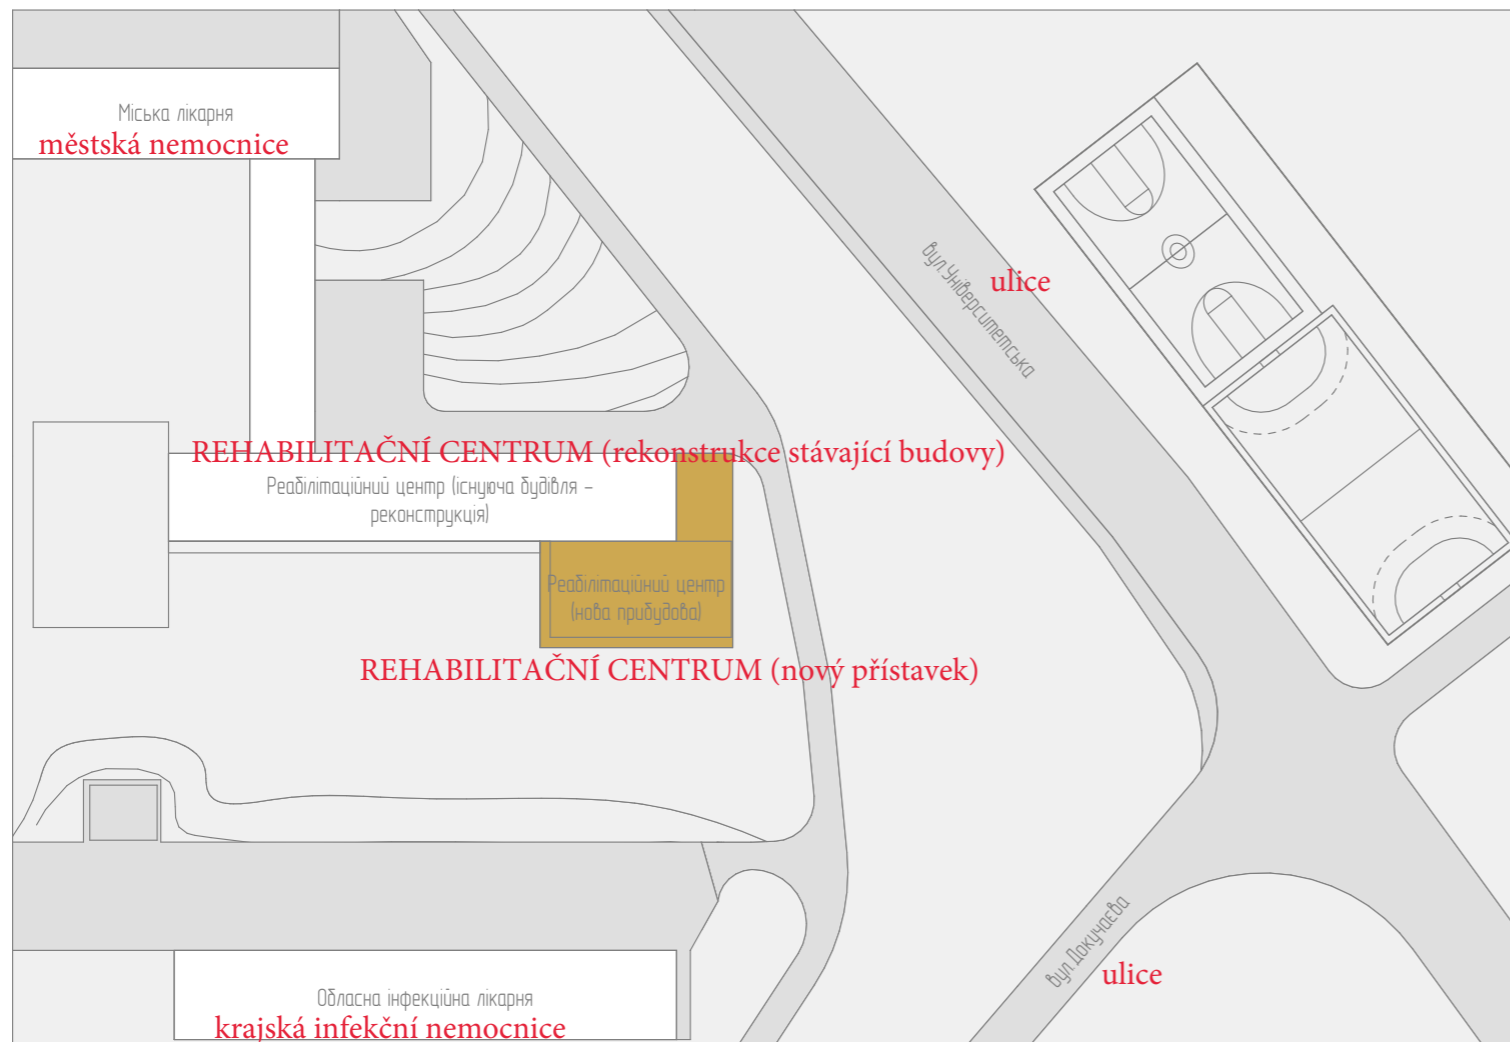 Міська лікарня
městská nemocnice
вул.Університетська
ulice
REHABILITAČNÍ CENTRUM (rekonstrukce stávající budovy)
Реабілітаційний центр (існуюча будівля –
реконструкція)
Реабілітаційний центр
(нова прибудова)
REHABILITAČNÍ CENTRUM (nový přístavek)
вул.Докучаєва
ulice
Обласна інфекційна лікарня
krajská infekční nemocnice